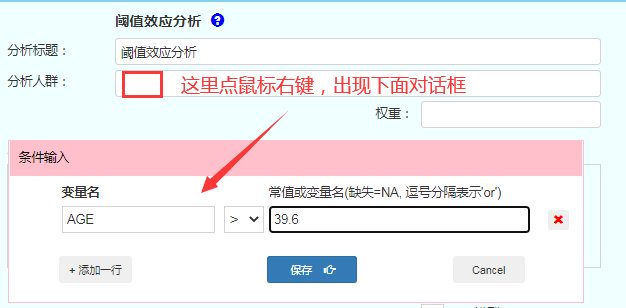 阈值效应分析 ?
分析标题： 阈值效应分析
分析人群： 这里点鼠标右键，出现下面对话框
权重：
条件输入
变量名 常值或变量名(缺失=NA, 逗号分隔表示'or')
AGE > 39.6
+ 添加一行 保存 Cancel